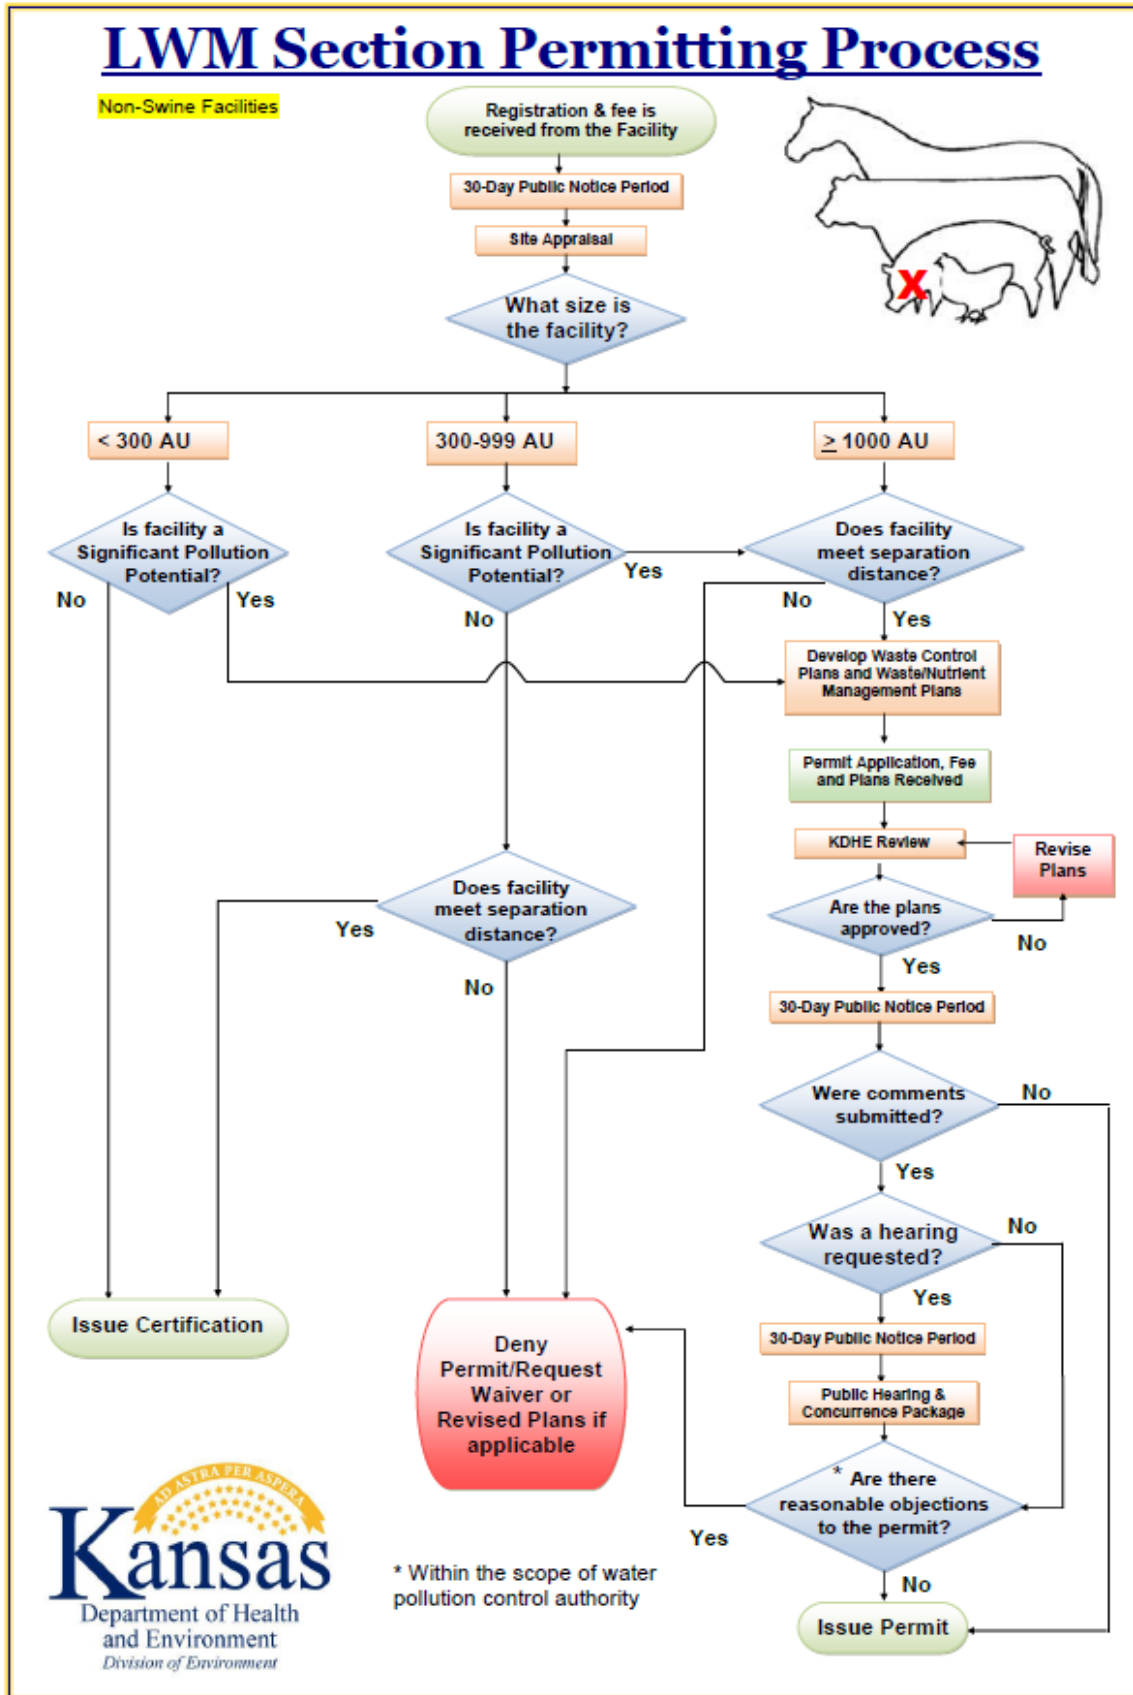 LWM Section Permitting Process
Non-Swine Facilities
Registration & fee is
received from the Facility
30-Day Public Notice Period
Site Appraisal
X
What size is
the facility?
< 300 AU
300-999 AU
≥ 1000 AU
Is facility a
Significant Pollution
Potential?
No
Yes
Is facility a
Significant Pollution
Potential?
Yes
No
Does facility
meet separation
distance?
No
Yes
Develop Waste Control
Plans and Waste/Nutrient
Management Plans
Permit Application, Fee
and Plans Received
KDHE Review
Revise
Plans
Does facility
meet separation
distance?
Yes
No
Are the plans
approved?
No
Yes
30-Day Public Notice Period
Were comments
submitted?
No
Yes
Was a hearing
requested?
No
Yes
Issue Certification
Deny
Permit/Request
Waiver or
Revised Plans if
applicable
30-Day Public Notice Period
Public Hearing &
Concurrence Package
* Are there
reasonable objections
to the permit?
Yes
No
Issue Permit
* Within the scope of water
pollution control authority
AD ASTRA PER ASPERA
Kansas
Department of Health
and Environment
Division of Environment